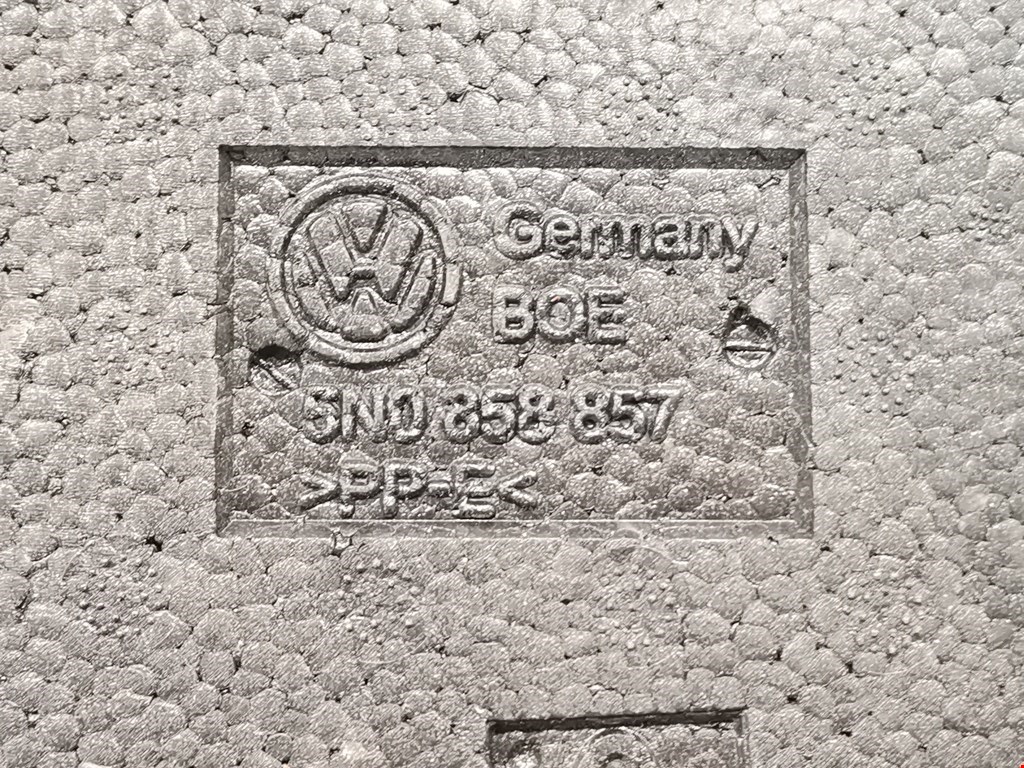 Germany
BOE
5N0 858 857
>PP-E<